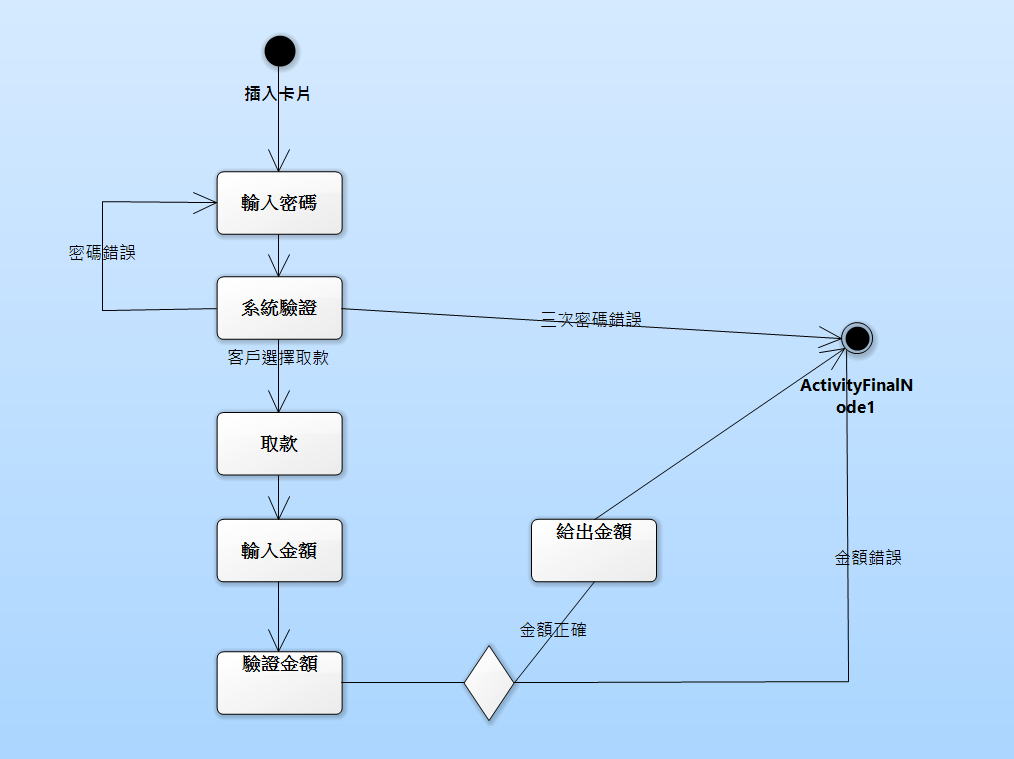 插入卡片
輸入密碼
密碼錯誤
系統驗證
三次密碼錯誤
客戶選擇取款
ActivityFinalN
ode1
取款
給出金額
輸入金額
金額錯誤
金額正確
驗證金額